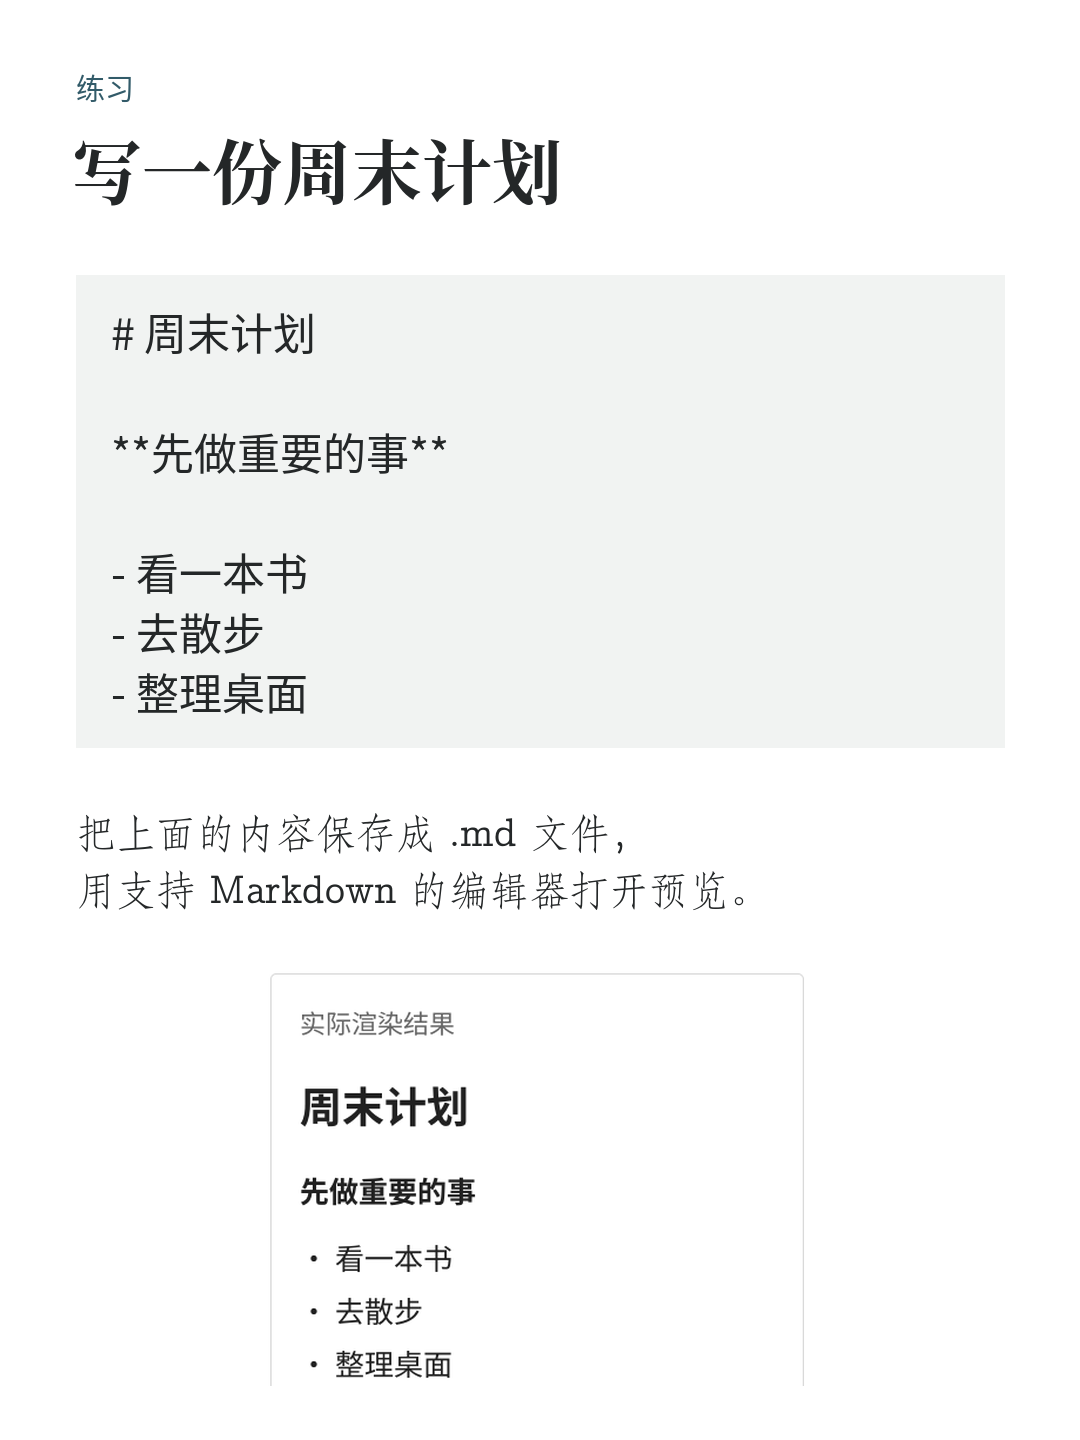 练习
写一份周末计划
# 周末计划
**先做重要的事**
- 看一本书
- 去散步
- 整理桌面
把上面的内容保存成 .md 文件，
用支持 Markdown 的编辑器打开预览。
实际渲染结果
周末计划
先做重要的事
• 看一本书
• 去散步
• 整理桌面